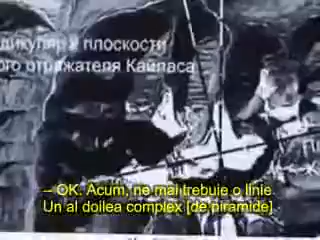 дикуляр к плоскости
ого отражателя Кайласа
-- OK. Acum, ne mai trebuie o linie
Un al doilea complex [de piramide]